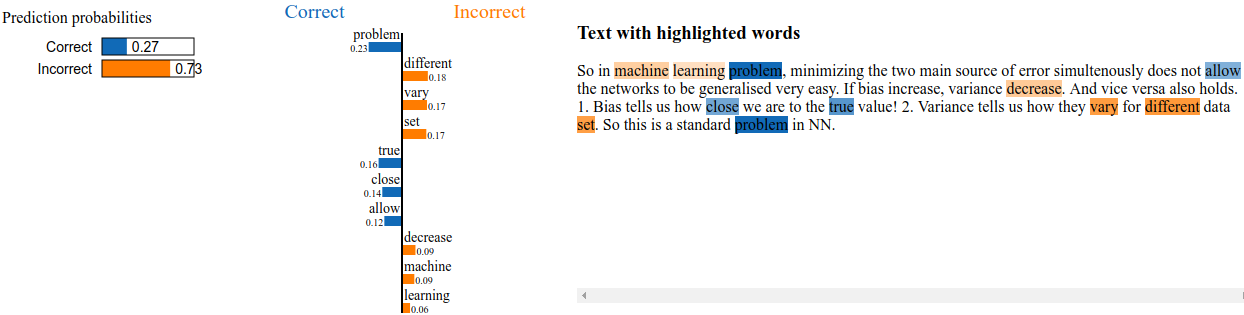 Prediction probabilities
Correct 0.27
Incorrect 0.73
Correct Incorrect
problem
0.23
different
0.18
vary
0.17
set
0.17
true
0.16
close
0.14
allow
0.12
decrease
0.09
machine
0.09
learning
0.06
Text with highlighted words
So in machine learning problem, minimizing the two main source of error simultenously does not allow
the networks to be generalised very easy. If bias increase, variance decrease. And vice versa also holds.
1. Bias tells us how close we are to the true value! 2. Variance tells us how they vary for different data
set. So this is a standard problem in NN.